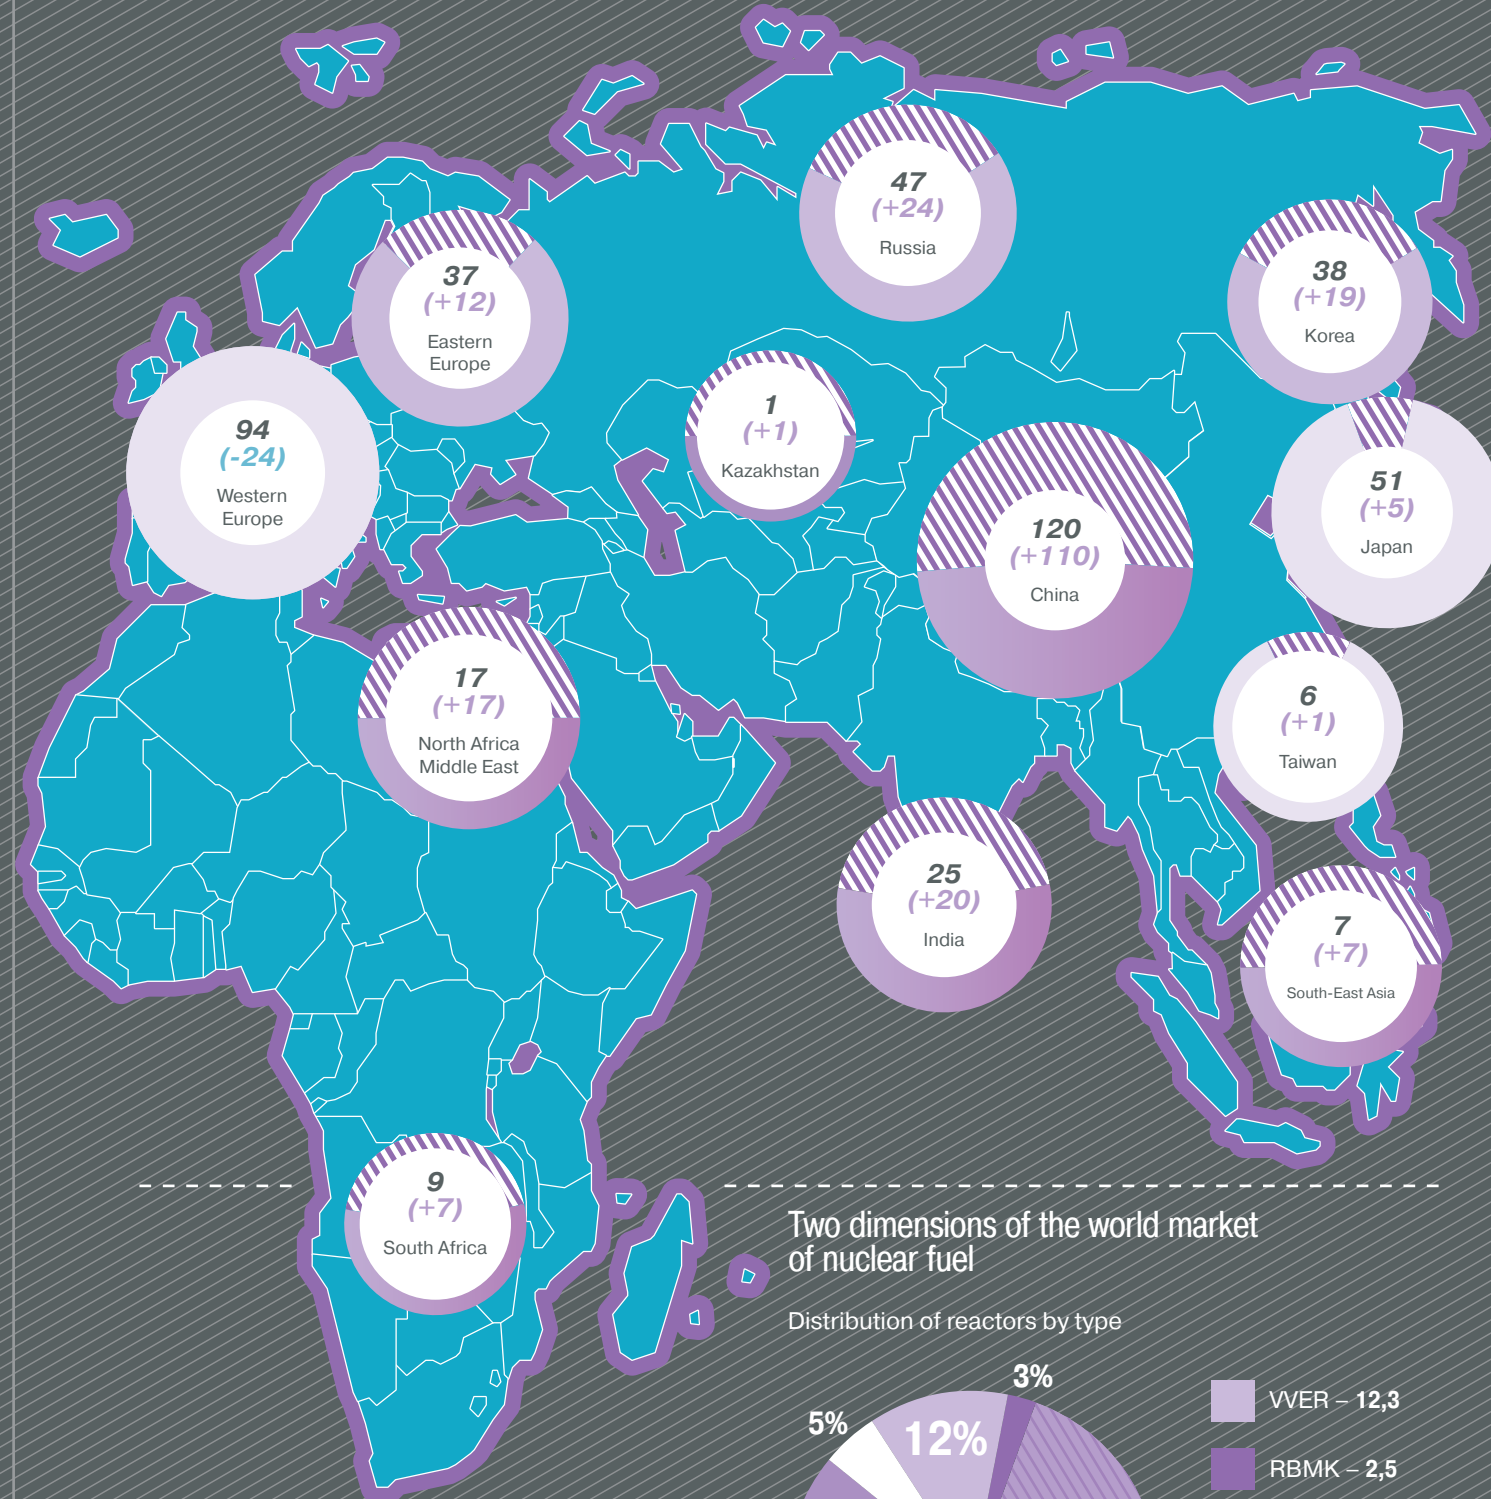 47
(+24)
Russia
37
(+12)
Eastern
Europe
38
(+19)
Korea
94
(-24)
Western
Europe
1
(+1)
Kazakhstan
51
(+5)
Japan
120
(+110)
China
17
(+17)
North Africa
Middle East
6
(+1)
Taiwan
25
(+20)
India
7
(+7)
South-East Asia
9
(+7)
South Africa
Two dimensions of the world market
of nuclear fuel
Distribution of reactors by type
3%
5%
12%
VVER – 12,3
RBMK – 2,5